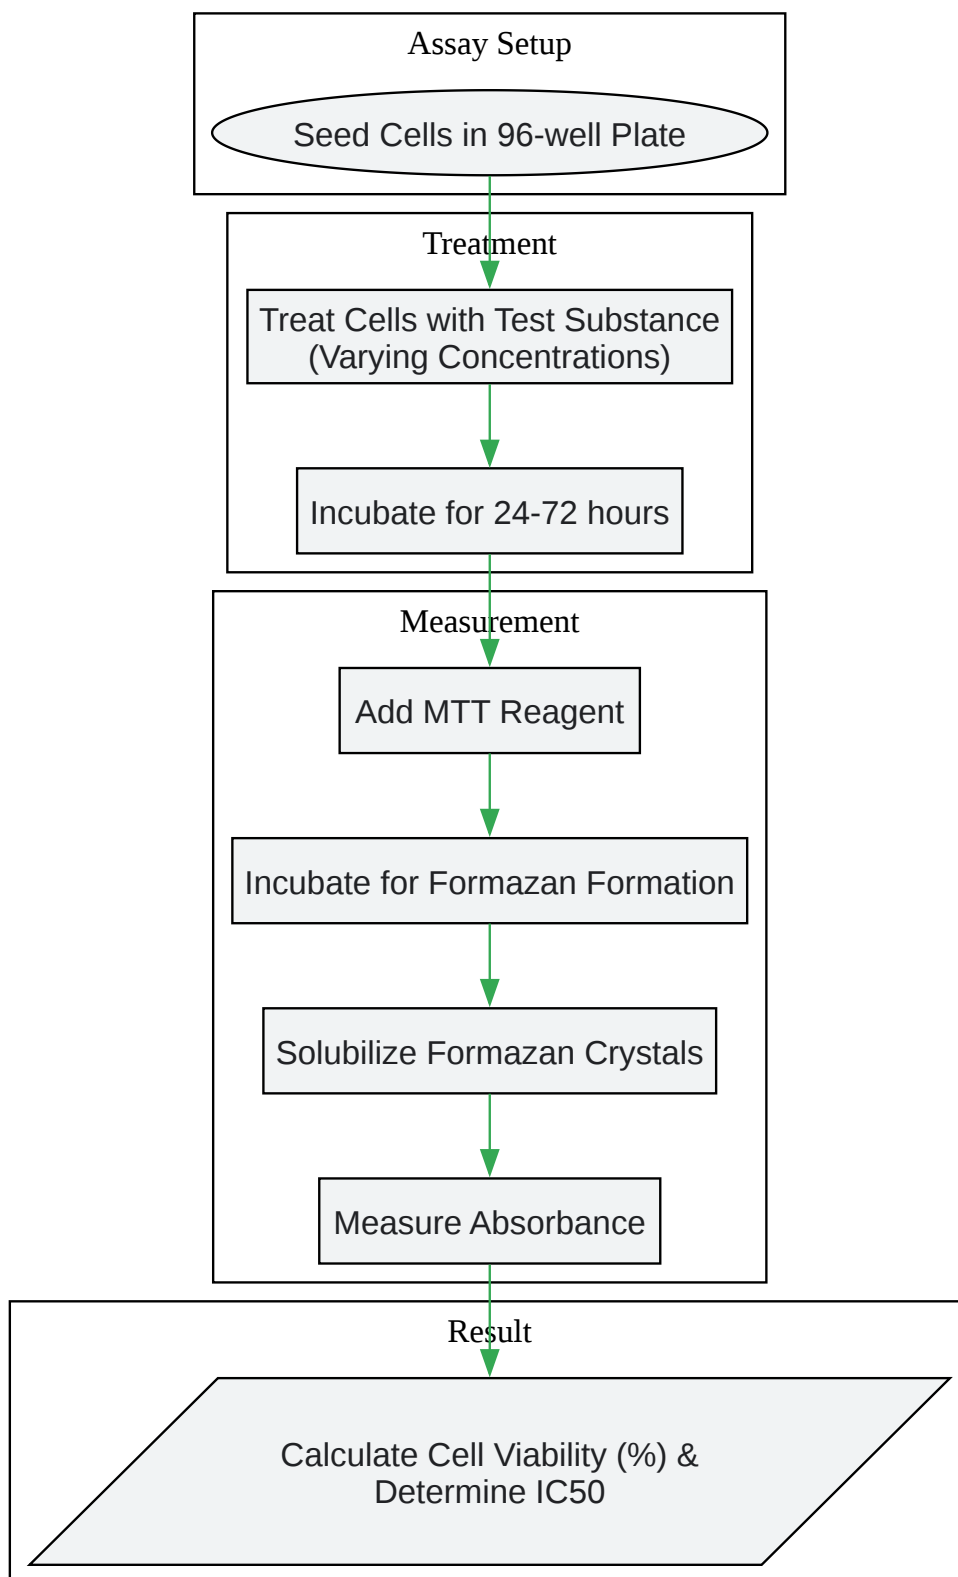 Assay Setup
Seed Cells in 96-well Plate
Treatment
Treat Cells with Test Substance
(Varying Concentrations)
Incubate for 24-72 hours
Measurement
Add MTT Reagent
Incubate for Formazan Formation
Solubilize Formazan Crystals
Measure Absorbance
Result
Calculate Cell Viability (%) &
Determine IC50